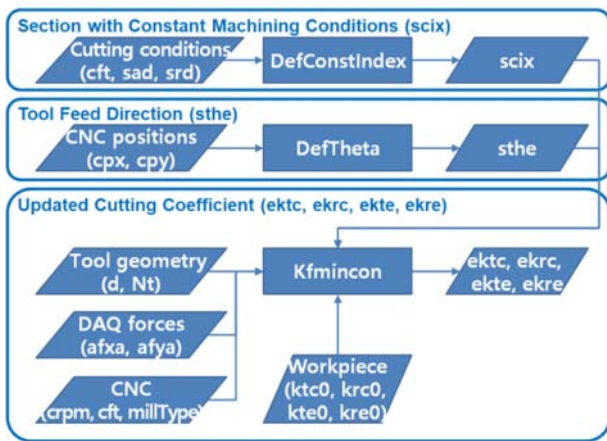 Section with Constant Machining Conditions (scix)
Cutting conditions
(cft, sad, srd)
DefConstIndex
scix
Tool Feed Direction (sthe)
CNC positions
(cpx, cpy)
DefTheta
sthe
Updated Cutting Coefficient (ektc, ekrc, ekte, ekre)
Tool geometry
(d, Nt)
Kfmincon
ektc, ekrc,
ekte, ekre
DAQ forces
(afxa, afya)
CNC
(crpm, cft, millType)
Workpiece
(ktc0, krc0,
kte0, kre0)